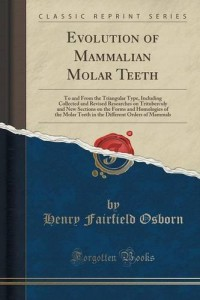 CLASSIC REPRINT SERIES
EVOLUTION OF
MAMMALIAN
MOLAR TEETH
To and From the Triangular Type, Including
Collected and Revised Researches on Trituberculy
and New Sections on the Forms and Homologies of
the Molar Teeth in the Different Orders of Mammals
by
Henry Fairfield Osborn
Forgotten Books